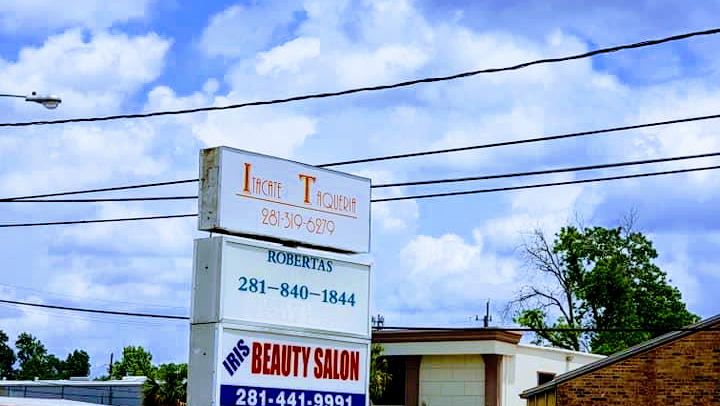 ITACATE TAQUERIA
281-319-6279
ROBERTAS
281-840-1844
IRIS BEAUTY SALON
281-441-9991